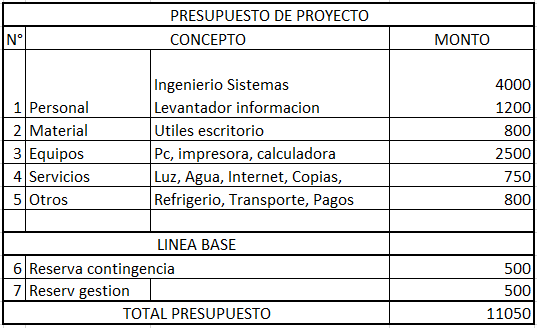 PRESUPUESTO DE PROYECTO
N° CONCEPTO MONTO
Ingenierio Sistemas 4000
1 Personal Levantador informacion 1200
2 Material Utiles escritorio 800
3 Equipos Pc, impresora, calculadora 2500
4 Servicios Luz, Agua, Internet, Copias, 750
5 Otros Refrigerio, Transporte, Pagos 800
LINEA BASE
6 Reserva contingencia 500
7 Reserv gestion 500
TOTAL PRESUPUESTO 11050